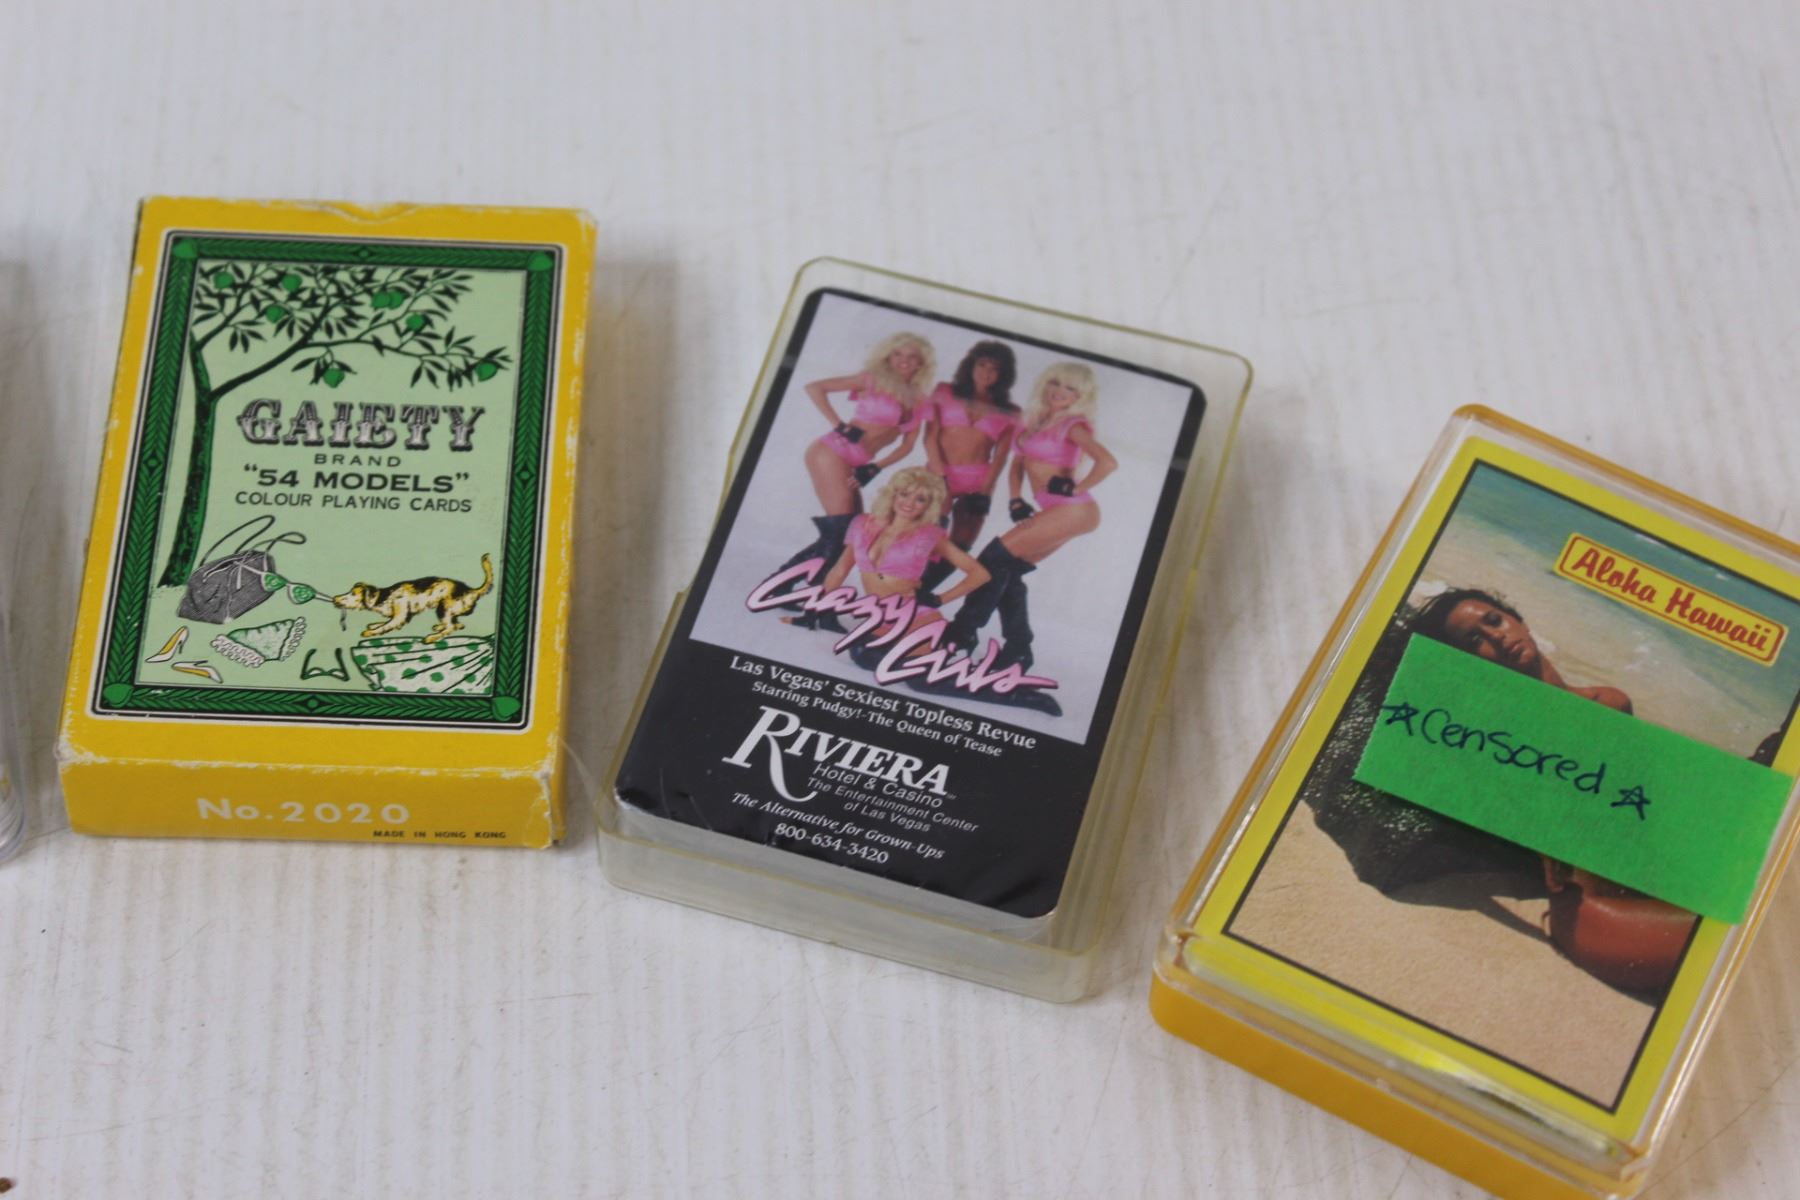 GAIETY
BRAND
"54 MODELS"
COLOUR PLAYING CARDS
No. 2020
MADE IN HONG KONG
Crazy Girls
Las Vegas' Sexiest Topless Revue
Starring Pudgy!-The Queen of Tease
RIVIERA
Hotel & Casino
The Entertainment Center
of Las Vegas
The Alternative for Grown-Ups
800-634-3420
Aloha Hawaii
☆Censored☆